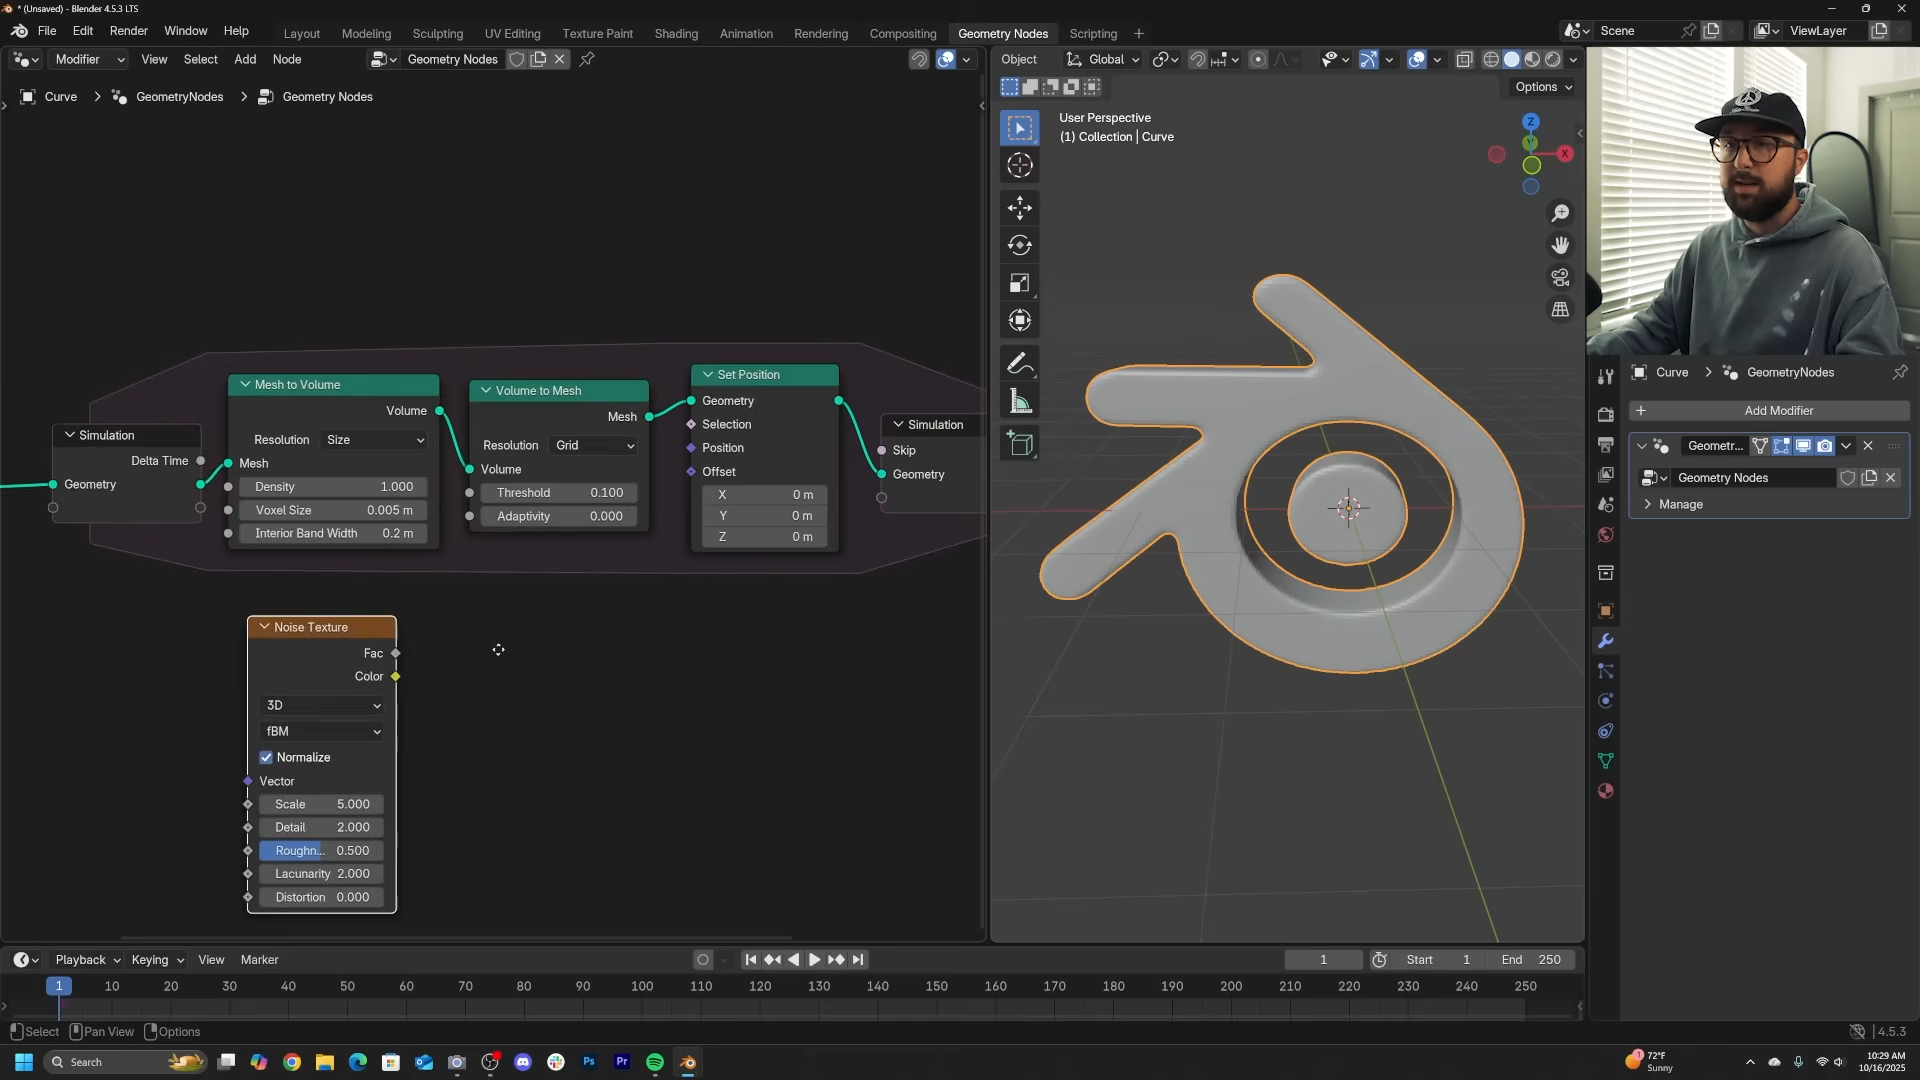 * (Unsaved) - Blender 4.5.3 LTS
File Edit Render Window Help Layout Modeling Sculpting UV Editing Texture Paint Shading Animation Rendering Compositing Geometry Nodes Scripting + Scene ViewLayer
Modifier View Select Add Node Geometry Nodes
Object Global
Options
Curve > GeometryNodes > Geometry Nodes
User Perspective
(1) Collection | Curve
Z
Y
X
Simulation
Delta Time
Geometry
Mesh to Volume
Volume
Resolution Size
Mesh
Density 1.000
Voxel Size 0.005 m
Interior Band Width 0.2 m
Volume to Mesh
Mesh
Resolution Grid
Volume
Threshold 0.100
Adaptivity 0.000
Set Position
Geometry
Selection
Position
Offset
X 0 m
Y 0 m
Z 0 m
Simulation
Skip
Geometry
Noise Texture
Fac
Color
3D
fBM
Normalize
Vector
Scale 5.000
Detail 2.000
Roughn... 0.500
Lacunarity 2.000
Distortion 0.000
Curve > GeometryNodes
+ Add Modifier
Geometr...
Geometry Nodes
Manage
Playback Keying View Marker
1 Start 1 End 250
1 10 20 30 40 50 60 70 80 90 100 110 120 130 140 150 160 170 180 190 200 210 220 230 240 250
Select Pan View Options
4.5.3
Search
Ps
Pr
1
72°F
Sunny
10:29 AM
10/16/2025